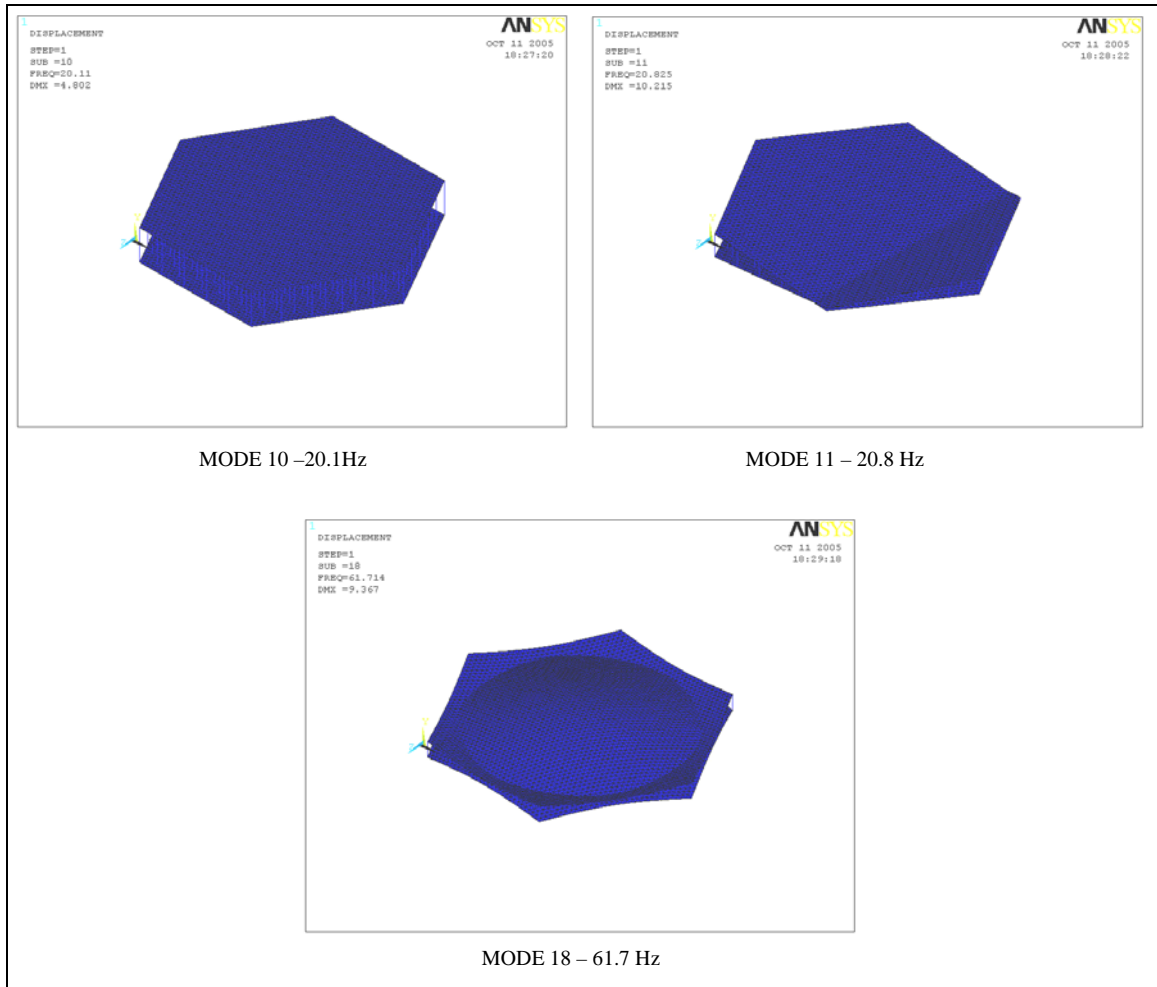 1
ANSYS
DISPLACEMENT
OCT 11 2005
18:27:20
STEP=1
SUB =10
FREQ=20.11
DMX =4.802
MODE 10 –20.1Hz
1
ANSYS
DISPLACEMENT
OCT 11 2005
18:28:22
STEP=1
SUB =11
FREQ=20.825
DMX =10.215
MODE 11 – 20.8 Hz
1
ANSYS
DISPLACEMENT
OCT 11 2005
18:29:18
STEP=1
SUB =18
FREQ=61.714
DMX =9.367
MODE 18 – 61.7 Hz